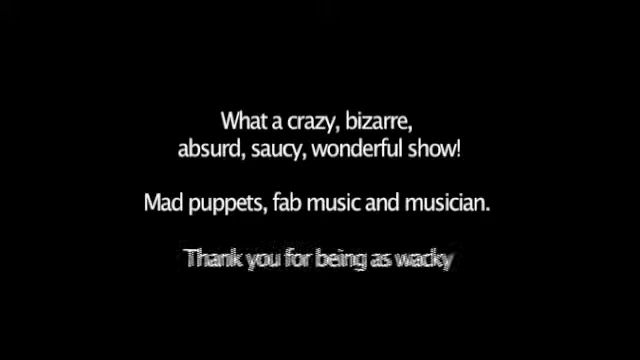 What a crazy, bizarre,
absurd, saucy, wonderful show!
Mad puppets, fab music and musician.
Thank you for being as wacky